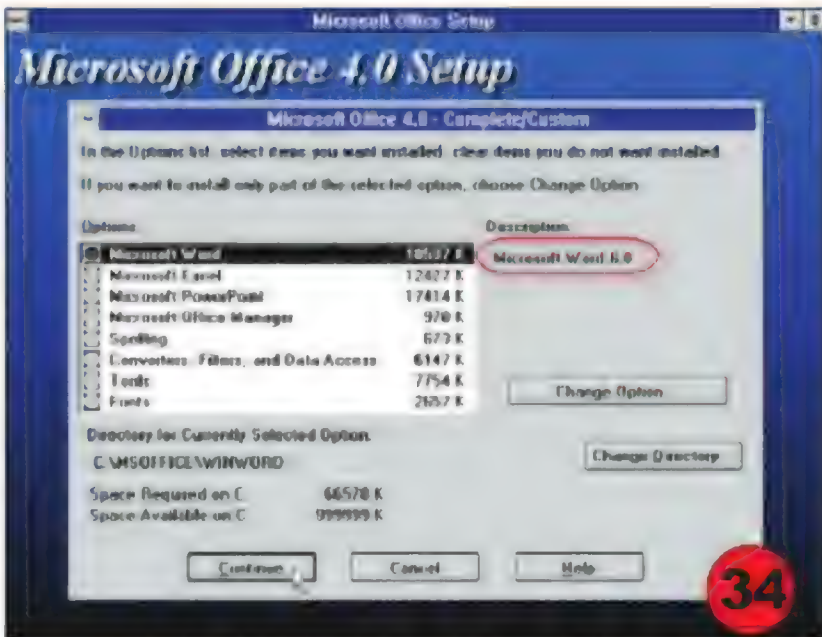 Microsoft Office Setup
Microsoft Office 4.0 Setup
Microsoft Office 4.0 - Complete/Custom
In the Options list, select items you want installed, clear items you do not want installed.
If you want to install only part of the selected option, choose Change Option.
Options:
Description:
Microsoft Word 18537 K
Microsoft Word 6.0
Microsoft Excel 12427 K
Microsoft PowerPoint 17414 K
Microsoft Office Manager 970 K
Spelling 673 K
Converters, Filters, and Data Access 6147 K
Tools 7754 K
Fonts 2657 K
Change Option
Directory for Currently Selected Option:
C:\MSOFFICE\WINWORD
Change Directory
Space Required on C: 66578 K
Space Available on C: 999999 K
Continue
Cancel
Help
34